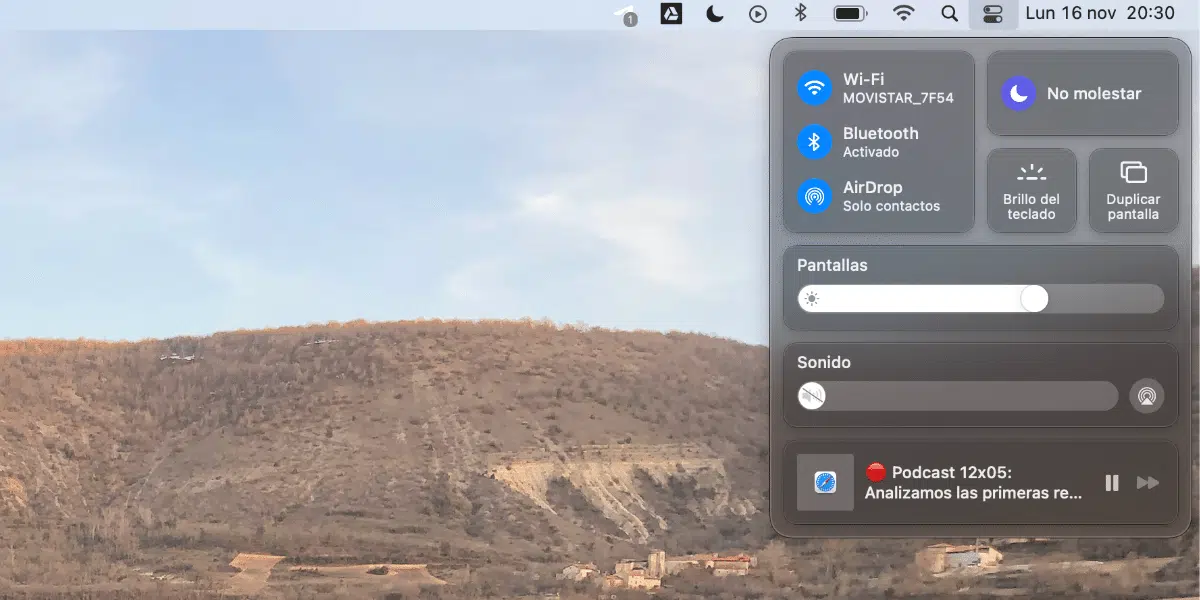 1
Lun 16 nov 20:30
Wi-Fi
MOVISTAR_7F54
No molestar
Bluetooth
Activado
AirDrop
Solo contactos
Brillo del
teclado
Duplicar
pantalla
Pantallas
Sonido
Podcast 12x05:
Analizamos las primeras re...